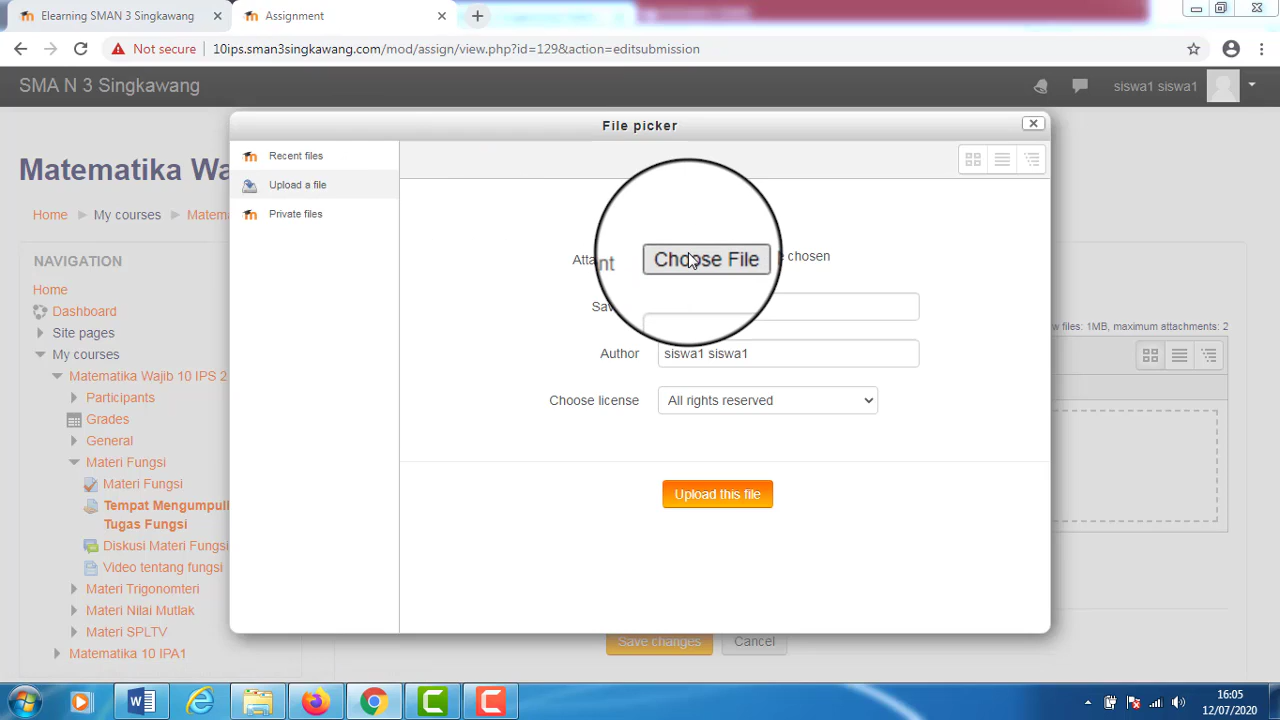 Elearning SMAN 3 Singkawang
Assignment
Not secure
10ips.sman3singkawang.com/mod/assign/view.php?id=129&action=editsubmission
SMA N 3 Singkawang
siswa1 siswa1
File picker
Recent files
Upload a file
Private files
Choose File
chosen
Author
siswa1 siswa1
Choose license
All rights reserved
Upload this file
Matematika
Home
My courses
NAVIGATION
Home
Dashboard
Site pages
My courses
Matematika Wajib 10 IPS 2
Participants
Grades
General
Materi Fungsi
Materi Fungsi
Tempat
Tugas Fungsi
Diskusi Materi Fungsi
Video tentang fungsi
Materi Trigonomteri
Materi Nilai Mutlak
Materi SPLTV
Matematika 10 IPA1
files: 1MB, maximum attachments: 2
Save changes
Cancel
16:05
12/07/2020